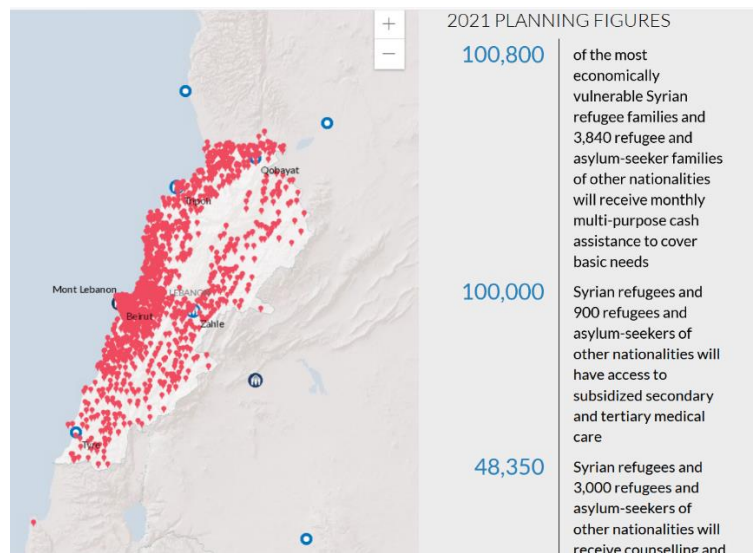 +
−
Qobayat
Tripoli
Mont Lebanon
LEBANON
Beirut
Zahle
Tyre
2021 PLANNING FIGURES
100,800
of the most
economically
vulnerable Syrian
refugee families and
3,840 refugee and
asylum-seeker families
of other nationalities
will receive monthly
multi-purpose cash
assistance to cover
basic needs
100,000
Syrian refugees and
900 refugees and
asylum-seekers of
other nationalities will
have access to
subsidized secondary
and tertiary medical
care
48,350
Syrian refugees and
3,000 refugees and
asylum-seekers of
other nationalities will
receive counselling and